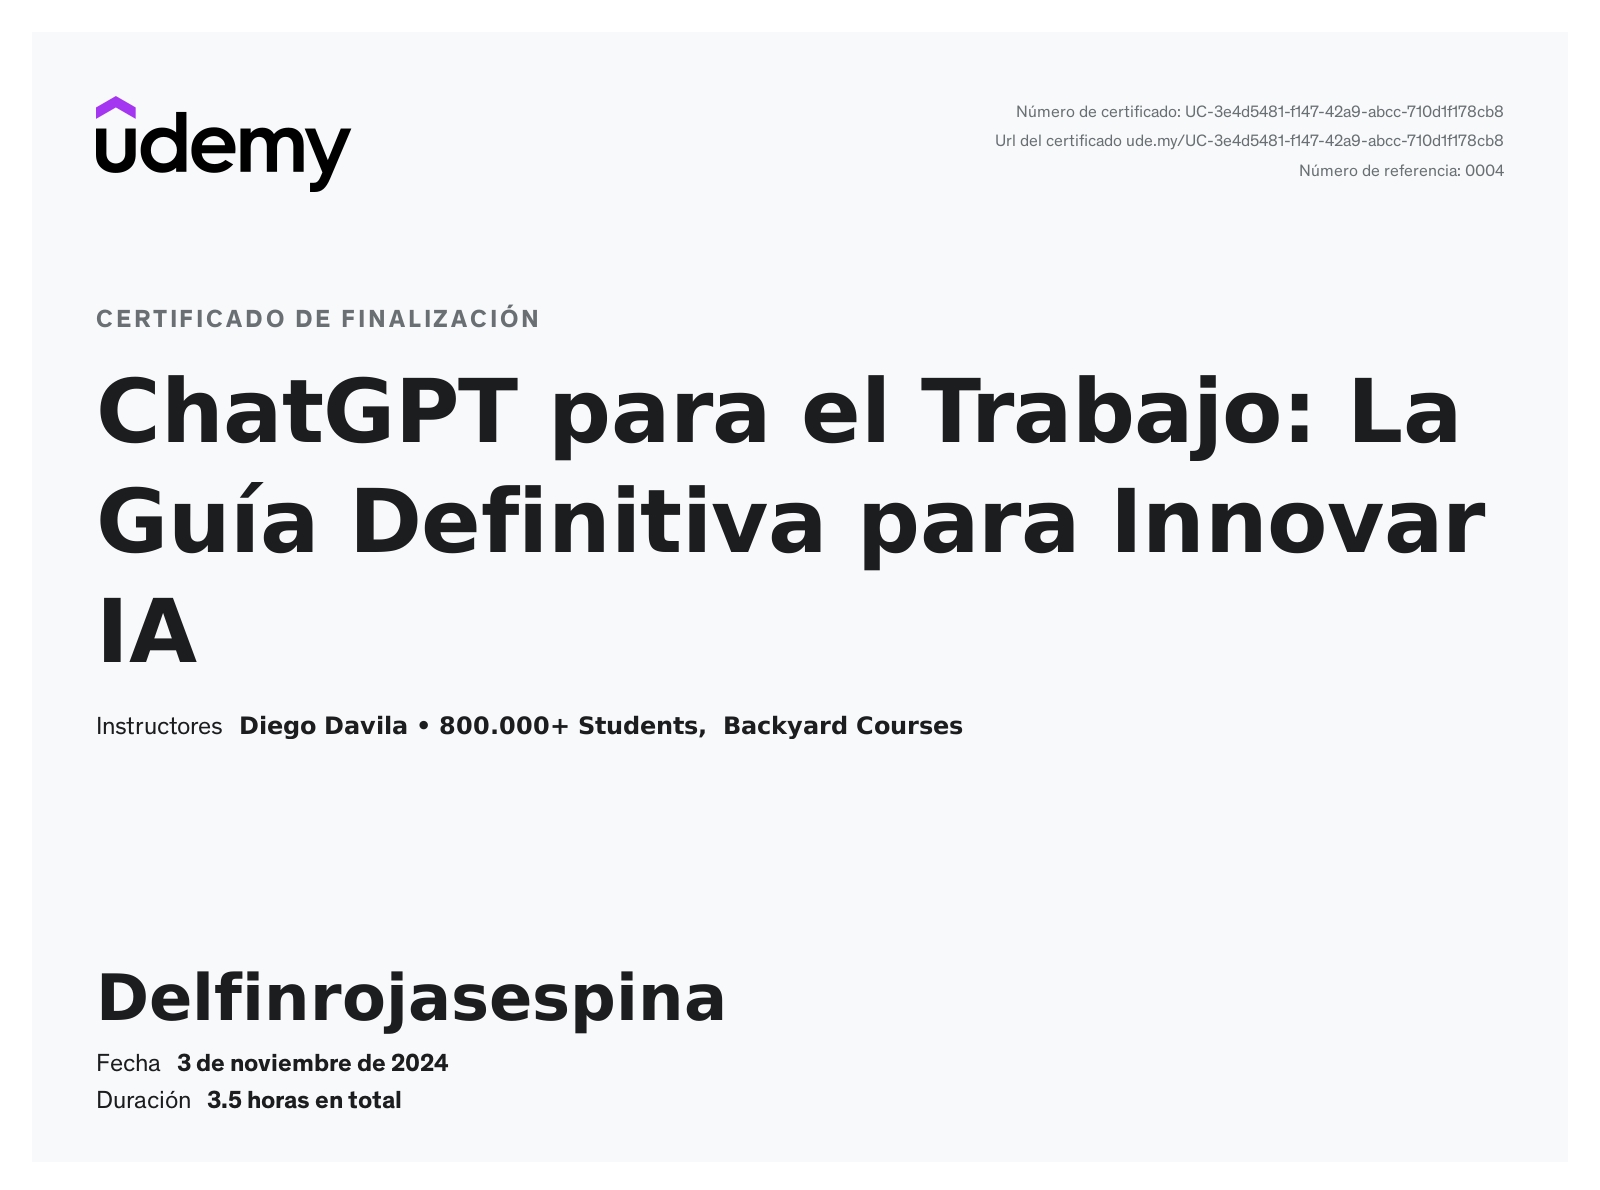 udemy
Número de certificado: UC-3e4d5481-f147-42a9-abcc-710d1f178cb8
Url del certificado ude.my/UC-3e4d5481-f147-42a9-abcc-710d1f178cb8
Número de referencia: 0004
CERTIFICADO DE FINALIZACIÓN
ChatGPT para el Trabajo: La
Guía Definitiva para Innovar
IA
Instructores Diego Davila • 800.000+ Students, Backyard Courses
Delfinrojasespina
Fecha 3 de noviembre de 2024
Duración 3.5 horas en total